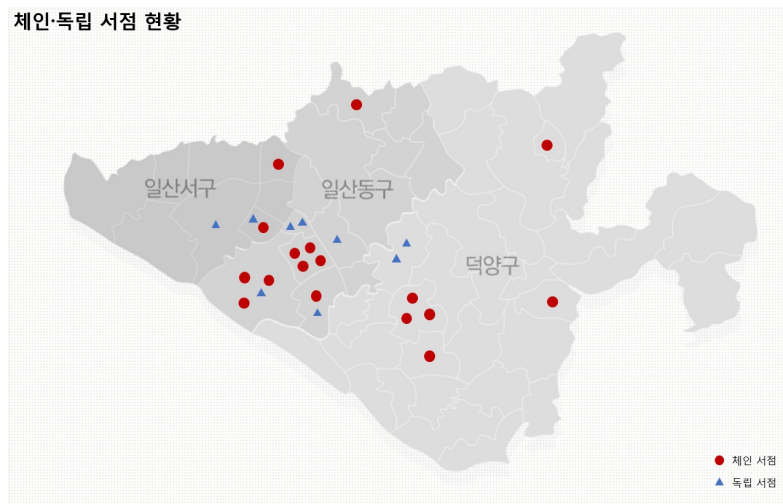 체인·독립 서점 현황
일산서구
일산동구
덕양구
체인 서점
독립 서점